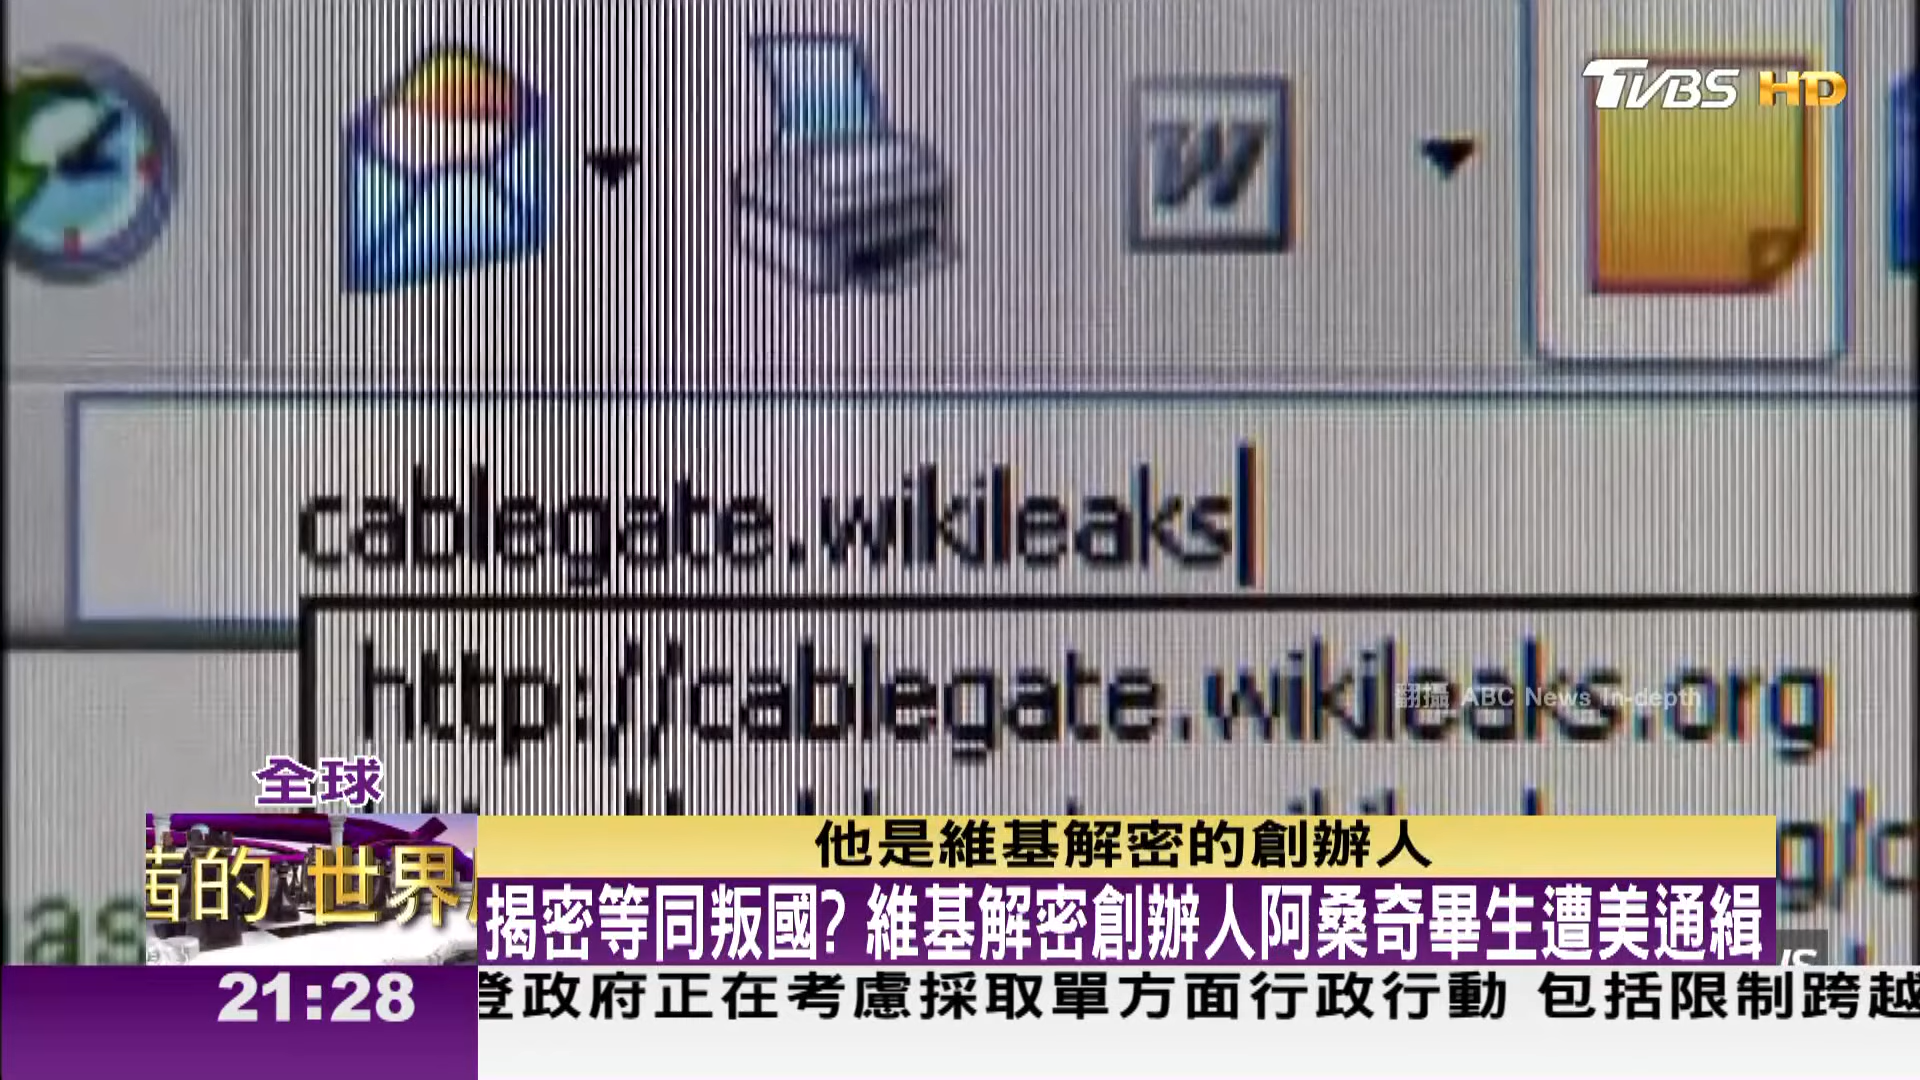 TVBS HD
W
cablegate.wikileaks
http://cablegate.wikileaks.org
翻攝 ABC News In-depth
全球
的 世界
他是維基解密的創辦人
揭密等同叛國? 維基解密創辦人阿桑奇畢生遭美通緝
21:28
登政府正在考慮採取單方面行政行動 包括限制跨越